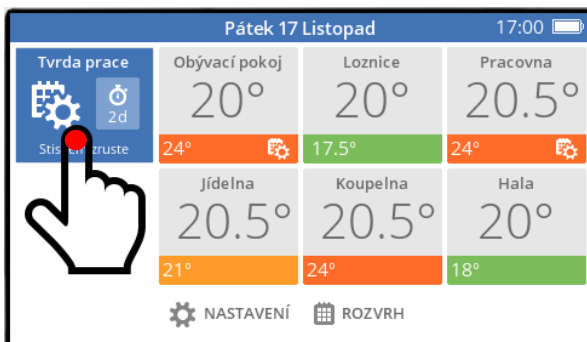 Pátek 17 Listopad
17:00
Tvrda prace
2d
zruste
Obývací pokoj
20°
24°
Loznice
20°
17.5°
Pracovna
20.5°
24°
Jídelna
20.5°
21°
Koupelna
20.5°
24°
Hala
20°
18°
NASTAVENÍ
ROZVRH